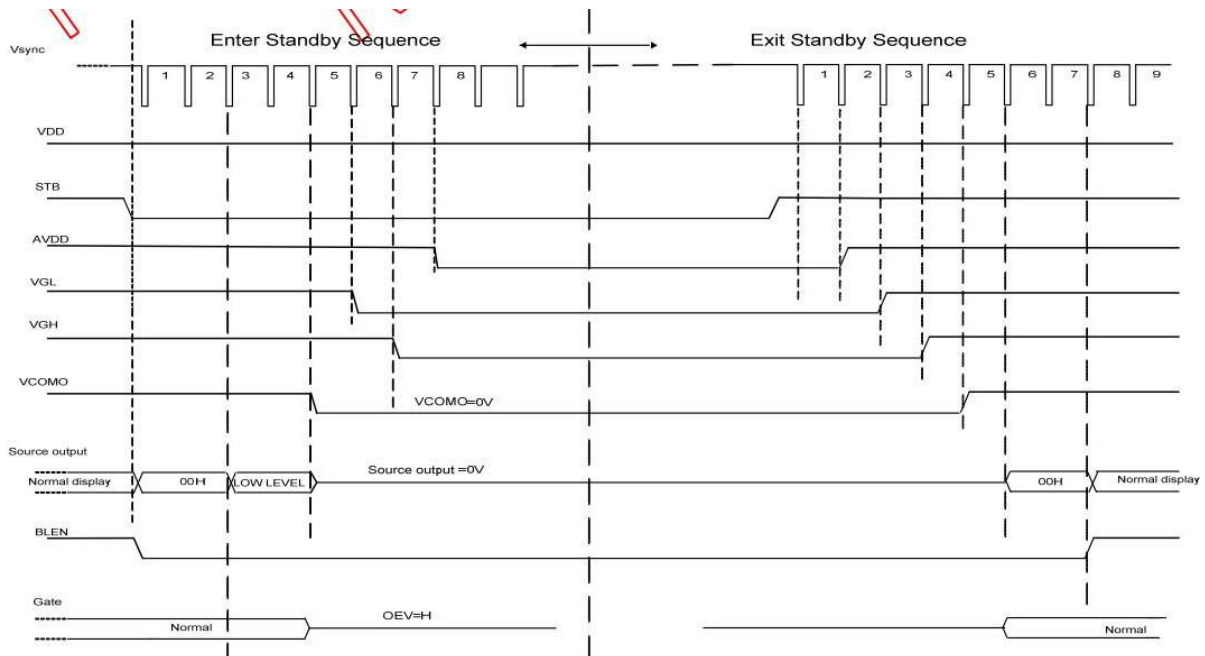 Enter Standby Sequence
Exit Standby Sequence
Vsync
1 2 3 4 5 6 7 8
1 2 3 4 5 6 7 8 9
VDD
STB
AVDD
VGL
VGH
VCOMO
VCOMO=0V
Source output
Normal display
00H
LOW LEVEL
Source output =0V
00H
Normal display
BLEN
Gate
Normal
OEV=H
Normal